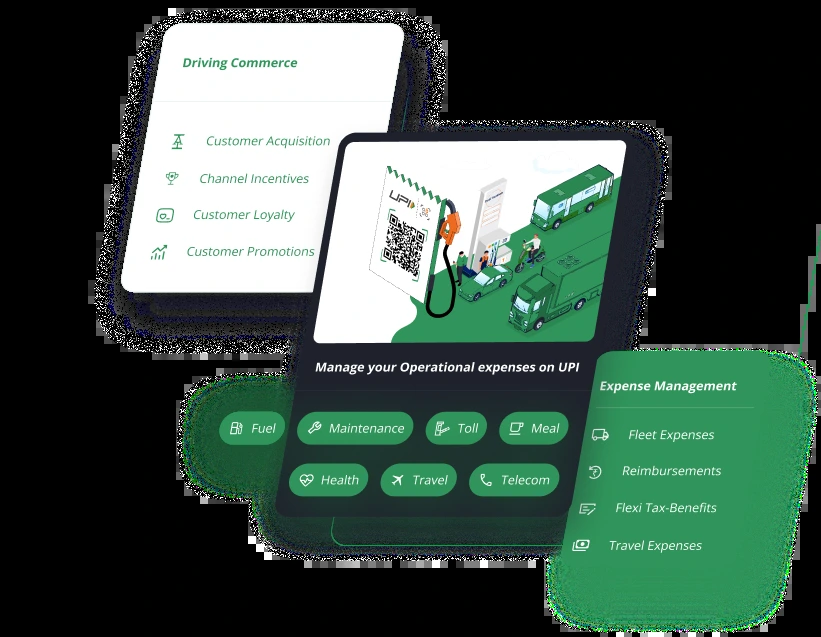 Driving Commerce
Customer Acquisition
Channel Incentives
Customer Loyalty
Customer Promotions
UPI
Manage your Operational expenses on UPI
Fuel
Maintenance
Toll
Meal
Health
Travel
Telecom
Expense Management
Fleet Expenses
Reimbursements
Flexi Tax-Benefits
Travel Expenses